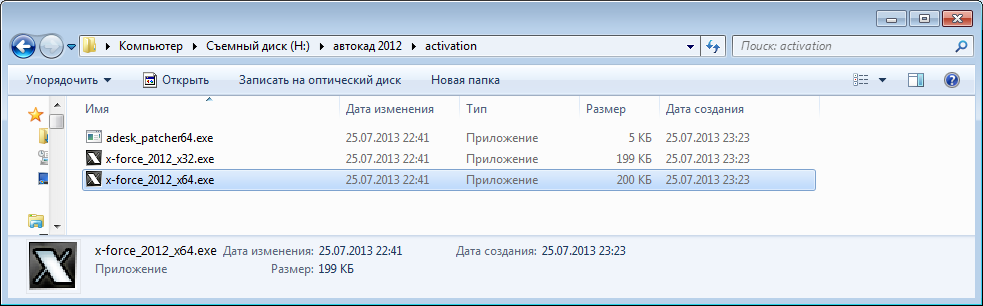 Компьютер ▸ Съемный диск (H:) ▸ автокад 2012 ▸ activation
Поиск: activation
Упорядочить Открыть Записать на оптический диск Новая папка
Имя Дата изменения Тип Размер Дата создания
adesk_patcher64.exe 25.07.2013 22:41 Приложение 5 КБ 25.07.2013 23:23
x-force_2012_x32.exe 25.07.2013 22:41 Приложение 199 КБ 25.07.2013 23:23
x-force_2012_x64.exe 25.07.2013 22:41 Приложение 200 КБ 25.07.2013 23:23
x-force_2012_x64.exe Дата изменения: 25.07.2013 22:41 Дата создания: 25.07.2013 23:23
Приложение Размер: 199 КБ